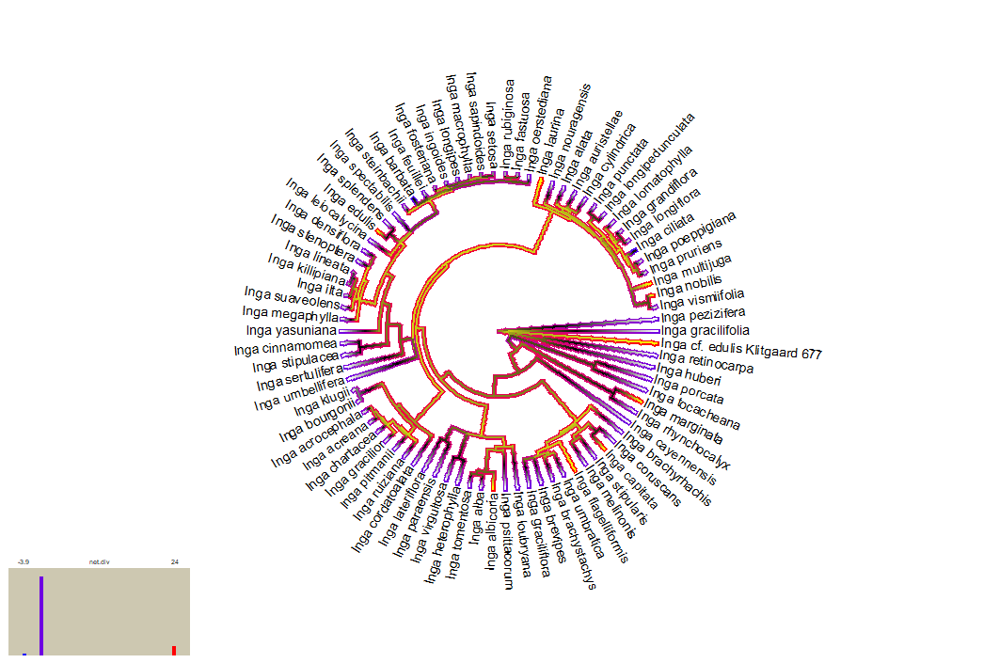 Inga pezizifera
Inga gracilifolia
Inga cf. edulis Klitgaard 677
Inga retinocarpa
Inga huberi
Inga porcata
Inga tocacheana
Inga marginata
Inga rhynchocalyx
Inga cayennensis
Inga brachyrhachis
Inga coruscans
Inga capitata
Inga stipularis
Inga melinonis
Inga flagelliformis
Inga umbratica
Inga brachystachys
Inga brevipes
Inga graciliflora
Inga loubryana
Inga psittacorum
Inga albicoria
Inga alba
Inga tomentosa
Inga heterophylla
Inga virgultosa
Inga paraensis
Inga lateriflora
Inga cordatoalata
Inga ruiziana
Inga pitmanii
Inga gracilior
Inga chartacea
Inga acreana
Inga acrocephala
Inga bourgonii
Inga klugii
Inga umbellifera
Inga sertulifera
Inga stipulacea
Inga cinnamomea
Inga yasuniana
Inga megaphylla
Inga suaveolens
Inga ilta
Inga killipiana
Inga lineata
Inga stenoptera
Inga densiflora
Inga leiocalycina
Inga edulis
Inga splendens
Inga spectabilis
Inga steinbachii
Inga barbata
Inga feuillei
Inga fosteriana
Inga ingoides
Inga longipes
Inga macrophylla
Inga sapindoides
Inga setosa
Inga rubiginosa
Inga fastuosa
Inga oerstediana
Inga laurina
Inga nouragensis
Inga alata
Inga auristellae
Inga cylindrica
Inga punctata
Inga longipedunculata
Inga lomatophylla
Inga grandiflora
Inga longiflora
Inga ciliata
Inga poeppigiana
Inga pruriens
Inga multijuga
Inga nobilis
Inga vismiifolia
-3.9 net.div 24